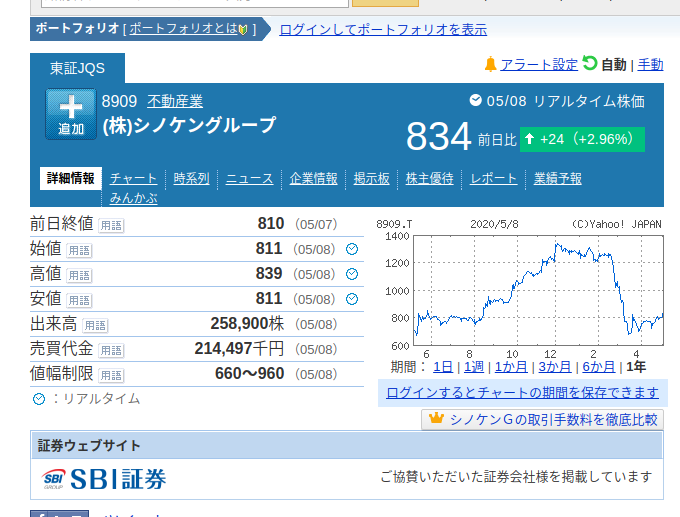 ポートフォリオ [ ポートフォリオとは ] ログインしてポートフォリオを表示
東証JQS
アラート設定 自動 | 手動
8909 不動産業
05/08 リアルタイム株価
追加
(株)シノケングループ
834 前日比 +24（+2.96%）
詳細情報 チャート 時系列 ニュース 企業情報 掲示板 株主優待 レポート 業績予報
みんかぶ
前日終値 用語 810 （05/07）
始値 用語 811 （05/08）
高値 用語 839 （05/08）
安値 用語 811 （05/08）
出来高 用語 258,900株 （05/08）
売買代金 用語 214,497千円 （05/08）
値幅制限 用語 660～960 （05/08）
：リアルタイム
8909.T 2020/5/8 (C)Yahoo! JAPAN
1400
1200
1000
800
600
6 8 10 12 2 4
期間： 1日 | 1週 | 1か月 | 3か月 | 6か月 | 1年
ログインするとチャートの期間を保存できます
シノケンＧの取引手数料を徹底比較
証券ウェブサイト
SBI GROUP SBI証券
ご協賛いただいた証券会社様を掲載しています